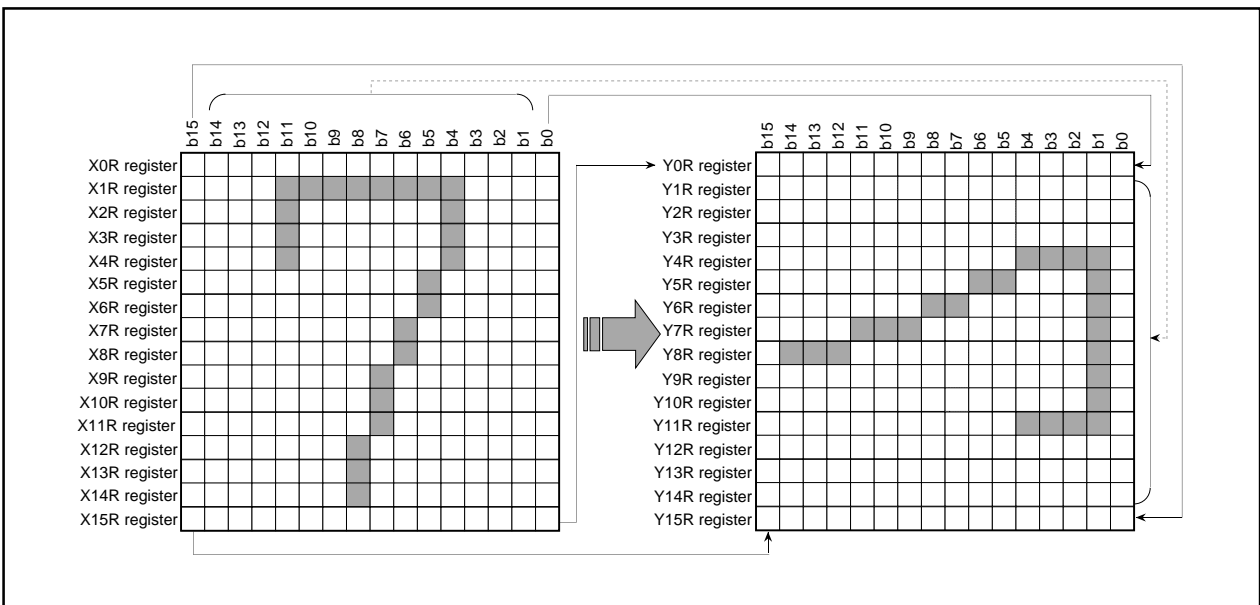 b15 b14 b13 b12 b11 b10 b9 b8 b7 b6 b5 b4 b3 b2 b1 b0
X0R register
X1R register
X2R register
X3R register
X4R register
X5R register
X6R register
X7R register
X8R register
X9R register
X10R register
X11R register
X12R register
X13R register
X14R register
X15R register
b15 b14 b13 b12 b11 b10 b9 b8 b7 b6 b5 b4 b3 b2 b1 b0
Y0R register
Y1R register
Y2R register
Y3R register
Y4R register
Y5R register
Y6R register
Y7R register
Y8R register
Y9R register
Y10R register
Y11R register
Y12R register
Y13R register
Y14R register
Y15R register